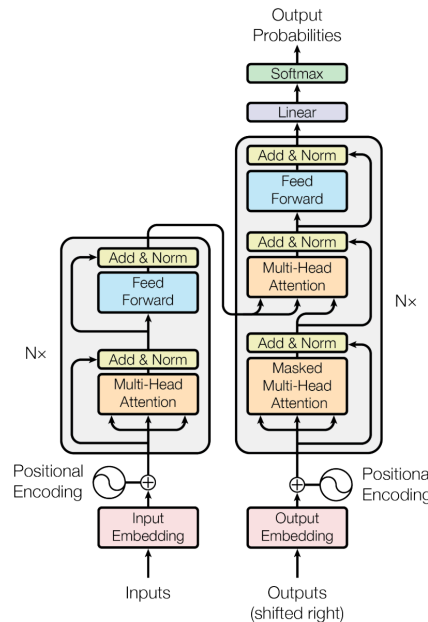 Output
Probabilities
Softmax
Linear
Add & Norm
Feed
Forward
Add & Norm
Multi-Head
Attention
Add & Norm
Masked
Multi-Head
Attention
N×
Add & Norm
Feed
Forward
Add & Norm
Multi-Head
Attention
N×
Positional
Encoding
Positional
Encoding
Input
Embedding
Output
Embedding
Inputs
Outputs
(shifted right)